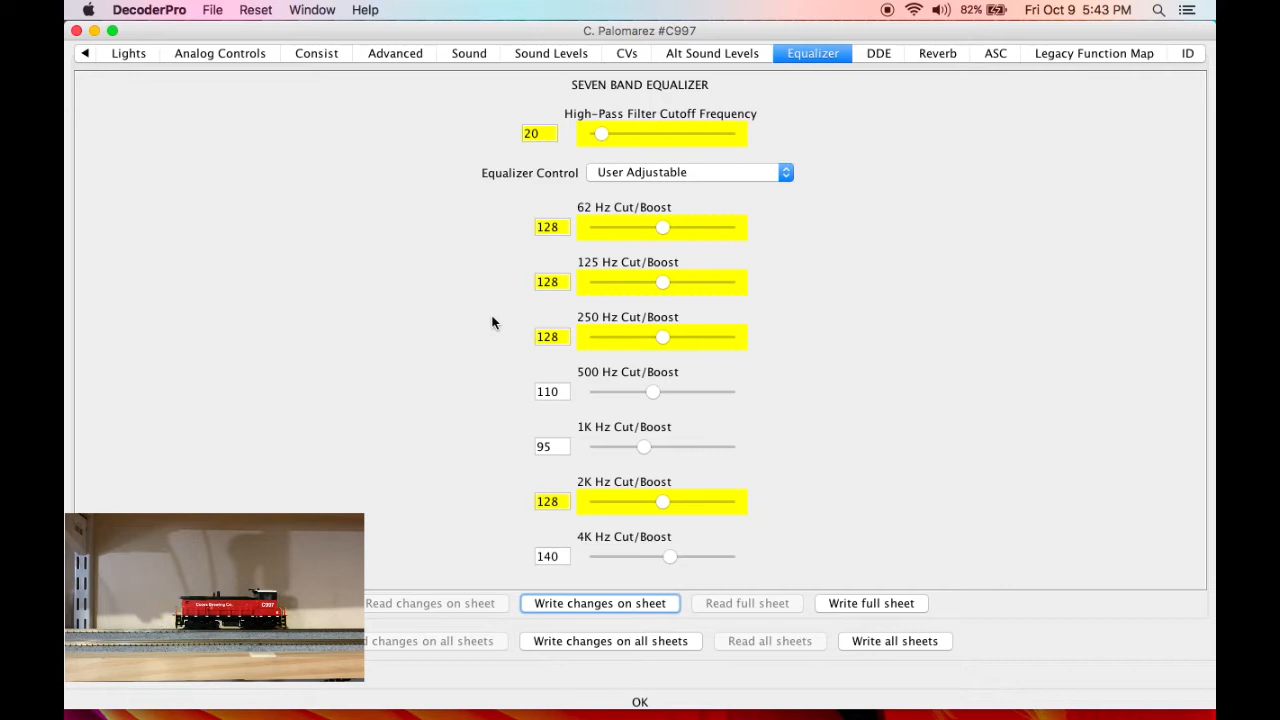 DecoderPro File Reset Window Help 82% Fri Oct 9 5:43 PM
C. Palomarez #C997
Lights Analog Controls Consist Advanced Sound Sound Levels CVs Alt Sound Levels Equalizer DDE Reverb ASC Legacy Function Map ID
SEVEN BAND EQUALIZER
High-Pass Filter Cutoff Frequency
20
Equalizer Control User Adjustable
62 Hz Cut/Boost
128
125 Hz Cut/Boost
128
250 Hz Cut/Boost
128
500 Hz Cut/Boost
110
1K Hz Cut/Boost
95
2K Hz Cut/Boost
128
4K Hz Cut/Boost
140
Coors Brewing Co. C997
Read changes on sheet Write changes on sheet Read full sheet Write full sheet
d changes on all sheets Write changes on all sheets Read all sheets Write all sheets
OK